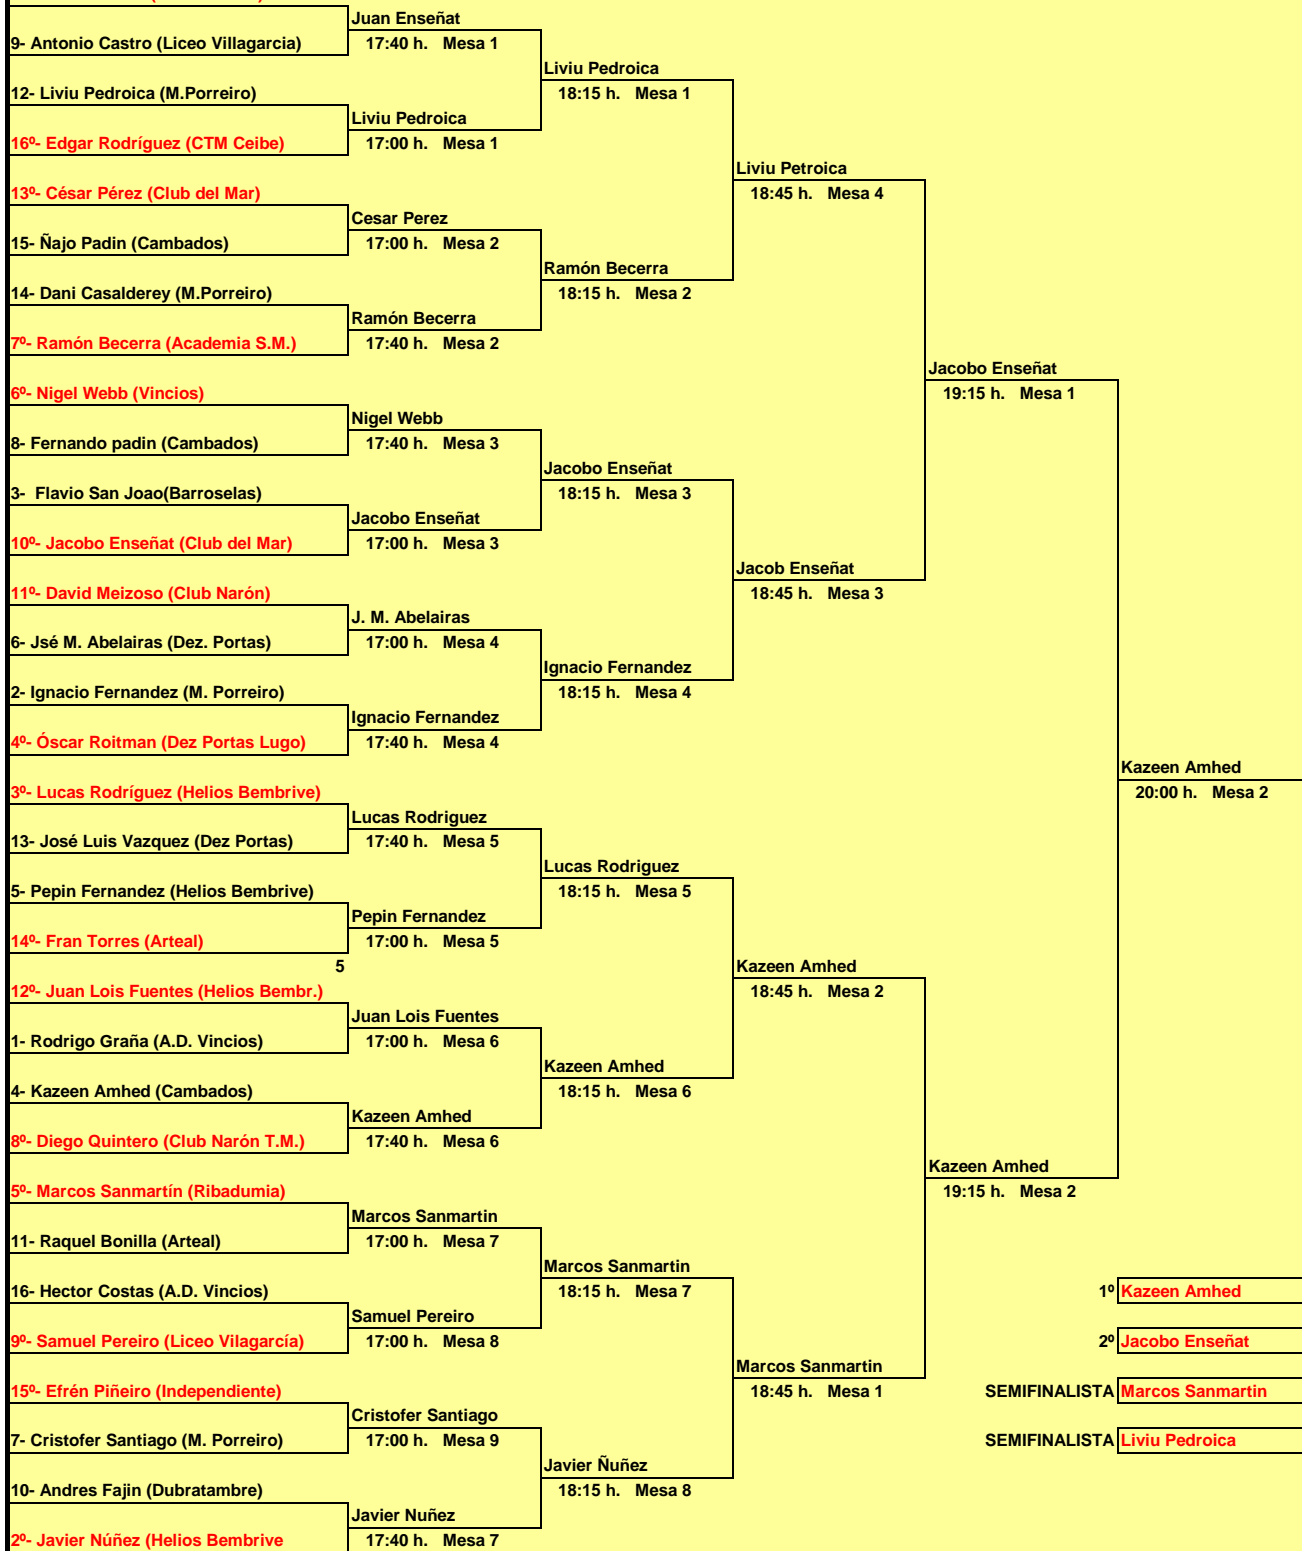 Juan Enseñat
9- Antonio Castro (Liceo Villagarcia)
17:40 h. Mesa 1
Liviu Pedroica
12- Liviu Pedroica (M.Porreiro)
18:15 h. Mesa 1
Liviu Pedroica
16º- Edgar Rodríguez (CTM Ceibe)
17:00 h. Mesa 1
Liviu Petroica
13º- César Pérez (Club del Mar)
18:45 h. Mesa 4
Cesar Perez
15- Ñajo Padin (Cambados)
17:00 h. Mesa 2
Ramón Becerra
14- Dani Casalderey (M.Porreiro)
18:15 h. Mesa 2
Ramón Becerra
7º- Ramón Becerra (Academia S.M.)
17:40 h. Mesa 2
Jacobo Enseñat
6º- Nigel Webb (Vincios)
19:15 h. Mesa 1
Nigel Webb
8- Fernando padin (Cambados)
17:40 h. Mesa 3
Jacobo Enseñat
3- Flavio San Joao(Barroselas)
18:15 h. Mesa 3
Jacobo Enseñat
10º- Jacobo Enseñat (Club del Mar)
17:00 h. Mesa 3
Jacob Enseñat
11º- David Meizoso (Club Narón)
18:45 h. Mesa 3
J. M. Abelairas
6- Jsé M. Abelairas (Dez. Portas)
17:00 h. Mesa 4
Ignacio Fernandez
2- Ignacio Fernandez (M. Porreiro)
18:15 h. Mesa 4
Ignacio Fernandez
4º- Óscar Roitman (Dez Portas Lugo)
17:40 h. Mesa 4
Kazeen Amhed
3º- Lucas Rodríguez (Helios Bembrive)
20:00 h. Mesa 2
Lucas Rodriguez
13- José Luis Vazquez (Dez Portas)
17:40 h. Mesa 5
Lucas Rodriguez
5- Pepin Fernandez (Helios Bembrive)
18:15 h. Mesa 5
Pepin Fernandez
14º- Fran Torres (Arteal)
17:00 h. Mesa 5
5
Kazeen Amhed
12º- Juan Lois Fuentes (Helios Bembr.)
18:45 h. Mesa 2
Juan Lois Fuentes
1- Rodrigo Graña (A.D. Vincios)
17:00 h. Mesa 6
Kazeen Amhed
4- Kazeen Amhed (Cambados)
18:15 h. Mesa 6
Kazeen Amhed
8º- Diego Quintero (Club Narón T.M.)
17:40 h. Mesa 6
Kazeen Amhed
5º- Marcos Sanmartín (Ribadumia)
19:15 h. Mesa 2
Marcos Sanmartin
11- Raquel Bonilla (Arteal)
17:00 h. Mesa 7
Marcos Sanmartin
16- Hector Costas (A.D. Vincios)
18:15 h. Mesa 7
1º Kazeen Amhed
Samuel Pereiro
9º- Samuel Pereiro (Liceo Vilagarcía)
17:00 h. Mesa 8
2º Jacobo Enseñat
Marcos Sanmartin
15º- Efrén Piñeiro (Independiente)
18:45 h. Mesa 1
SEMIFINALISTA Marcos Sanmartin
Cristofer Santiago
7- Cristofer Santiago (M. Porreiro)
17:00 h. Mesa 9
SEMIFINALISTA Liviu Pedroica
Javier Ñuñez
10- Andres Fajin (Dubratambre)
18:15 h. Mesa 8
Javier Nuñez
2º- Javier Núñez (Helios Bembrive
17:40 h. Mesa 7